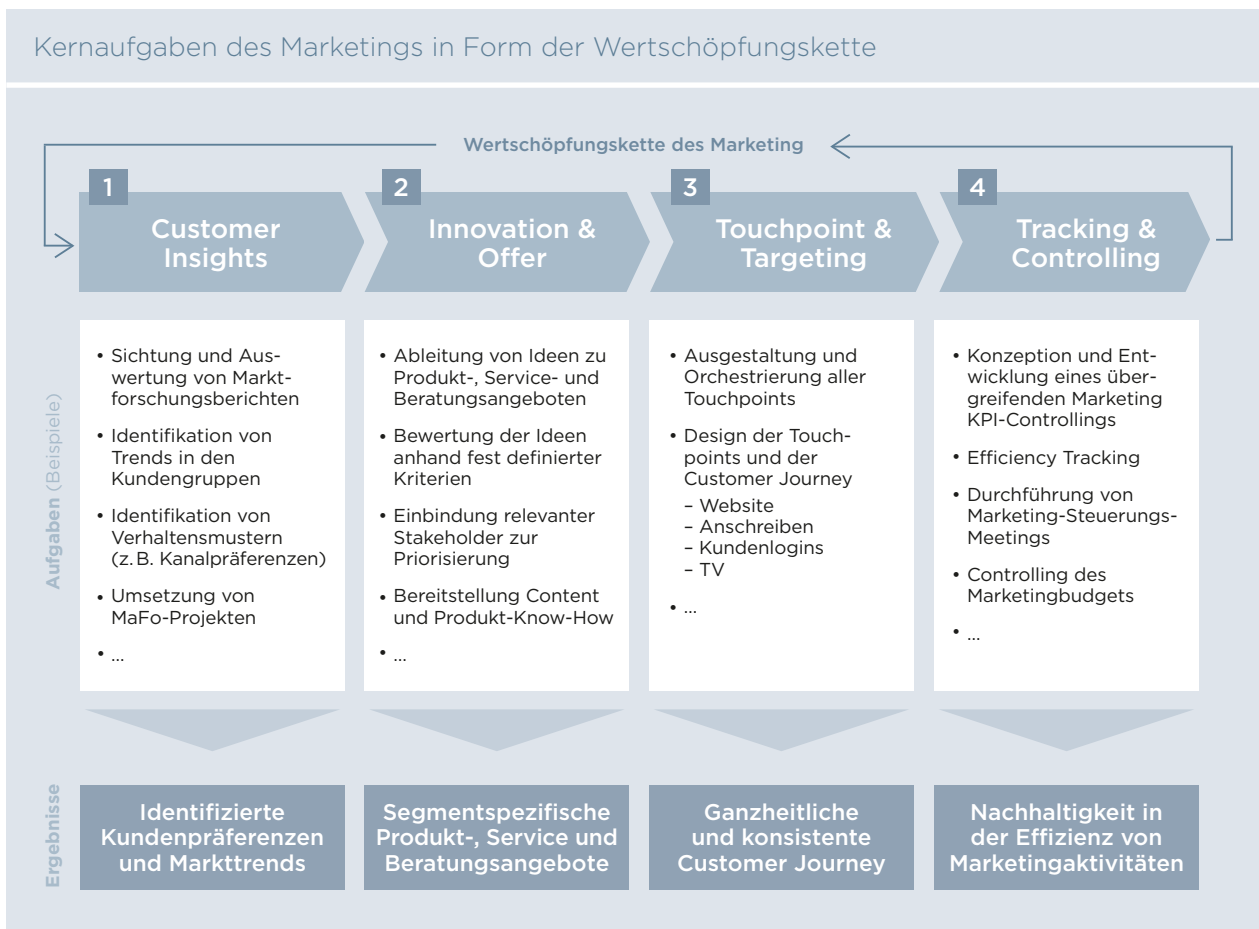 Kernaufgaben des Marketings in Form der Wertschöpfungskette
Wertschöpfungskette des Marketing
1
Customer
Insights
2
Innovation &
Offer
3
Touchpoint &
Targeting
4
Tracking &
Controlling
Aufgaben (Beispiele)
• Sichtung und Aus-
wertung von Markt-
forschungsberichten
• Identifikation von
Trends in den
Kundengruppen
• Identifikation von
Verhaltensmustern
(z. B. Kanalpräferenzen)
• Umsetzung von
MaFo-Projekten
• ...
• Ableitung von Ideen zu
Produkt-, Service- und
Beratungsangeboten
• Bewertung der Ideen
anhand fest definierter
Kriterien
• Einbindung relevanter
Stakeholder zur
Priorisierung
• Bereitstellung Content
und Produkt-Know-How
• ...
• Ausgestaltung und
Orchestrierung aller
Touchpoints
• Design der Touch-
points und der
Customer Journey
– Website
– Anschreiben
– Kundenlogins
– TV
• ...
• Konzeption und Ent-
wicklung eines über-
greifenden Marketing
KPI-Controllings
• Efficiency Tracking
• Durchführung von
Marketing-Steuerungs-
Meetings
• Controlling des
Marketingbudgets
• ...
Ergebnisse
Identifizierte
Kundenpräferenzen
und Markttrends
Segmentspezifische
Produkt-, Service und
Beratungsangebote
Ganzheitliche
und konsistente
Customer Journey
Nachhaltigkeit in
der Effizienz von
Marketingaktivitäten